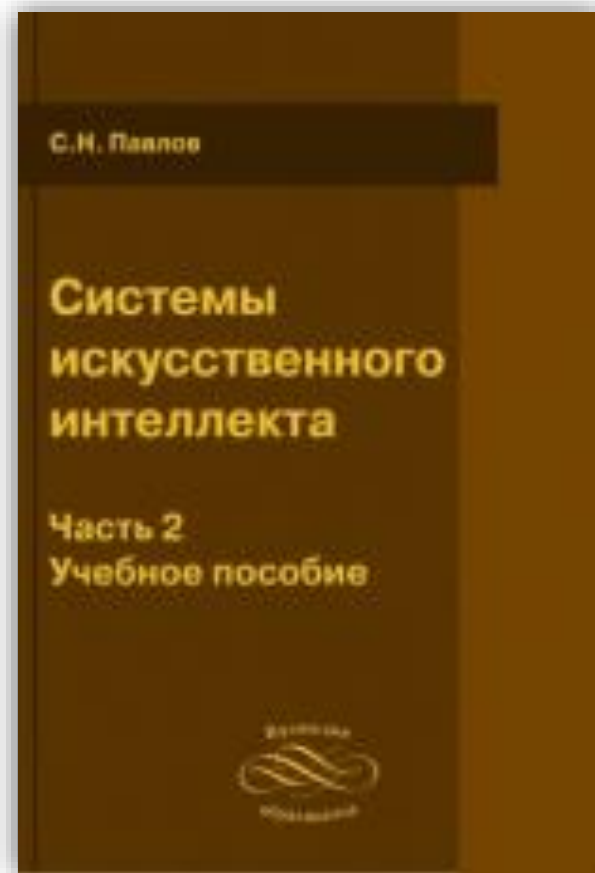 С.Н. Павлов
Системы
искусственного
интеллекта
Часть 2
Учебное пособие